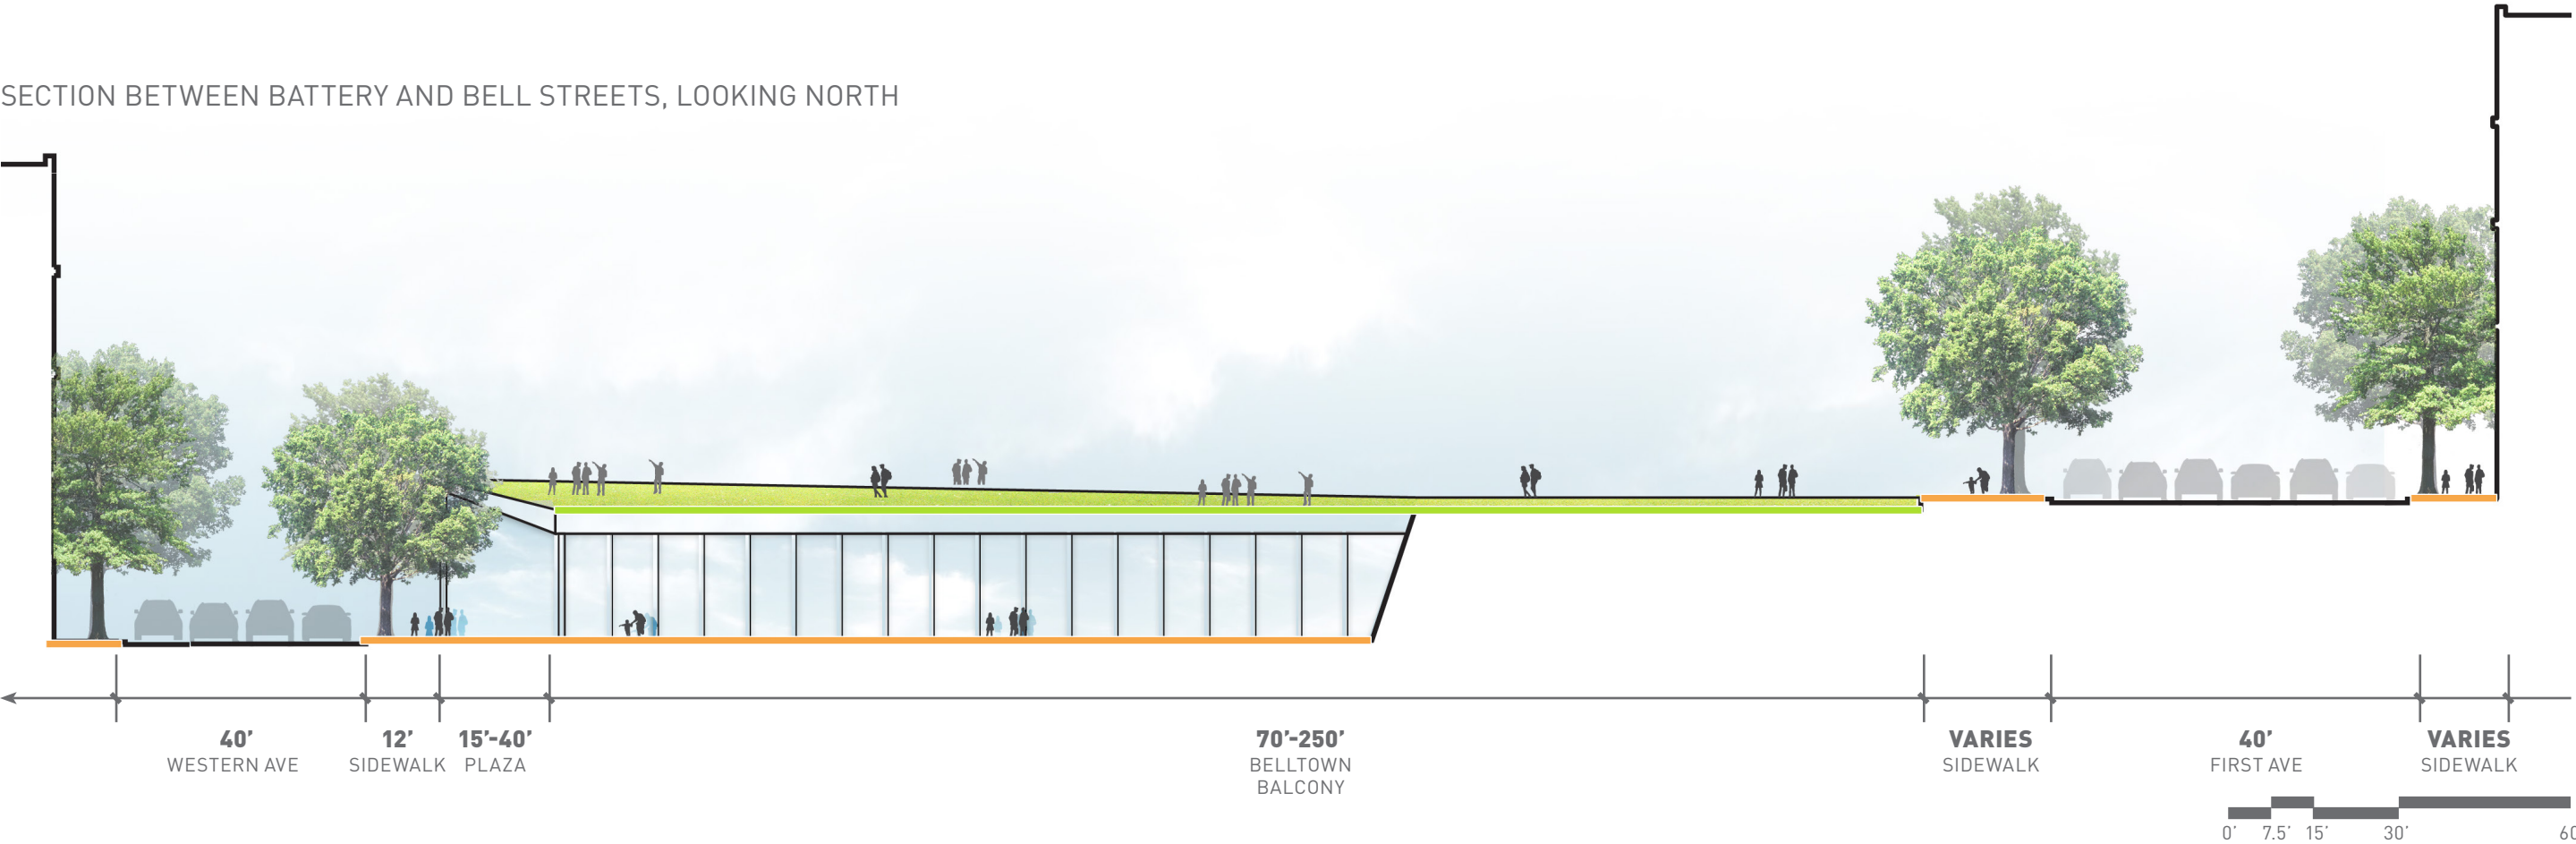 SECTION BETWEEN BATTERY AND BELL STREETS, LOOKING NORTH
40’
WESTERN AVE
12’
SIDEWALK
15’-40’
PLAZA
70’-250’
BELLTOWN
BALCONY
VARIES
SIDEWALK
40’
FIRST AVE
VARIES
SIDEWALK
0’ 7.5’ 15’ 30’ 60